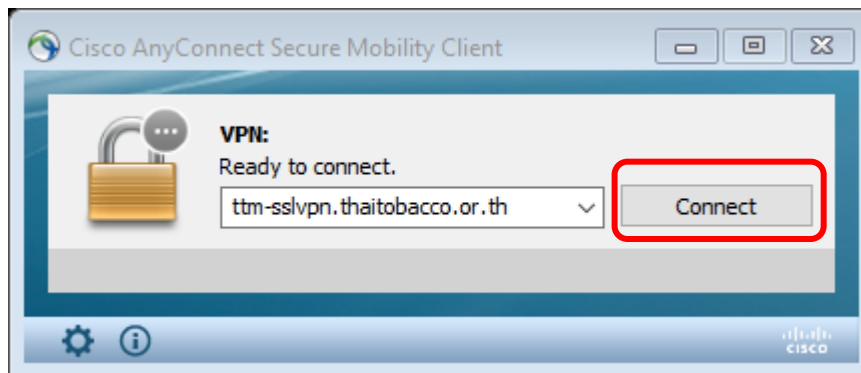 Cisco AnyConnect Secure Mobility Client
VPN:
Ready to connect.
ttm-sslvpn.thaitobacco.or.th
Connect
CISCO